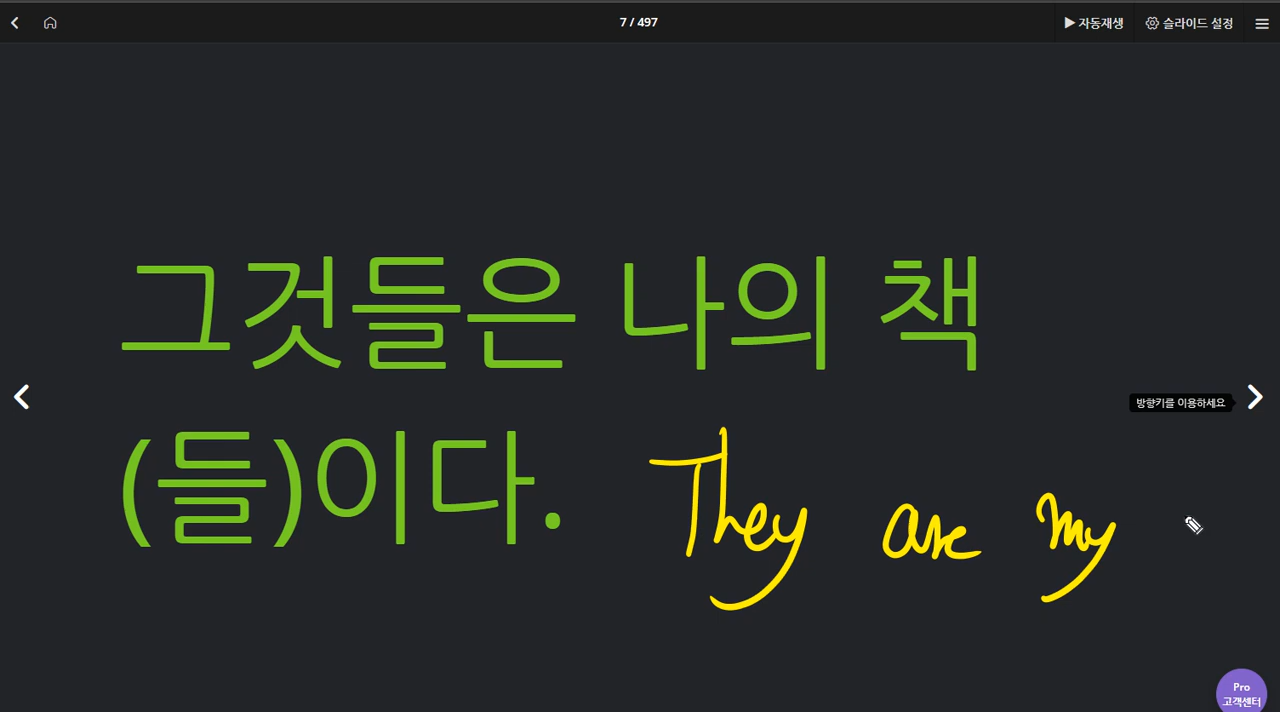 7 / 497
▶ 자동재생
슬라이드 설정
그것들은 나의 책
(들)이다.
방향키를 이용하세요
They are my
Pro
고객센터